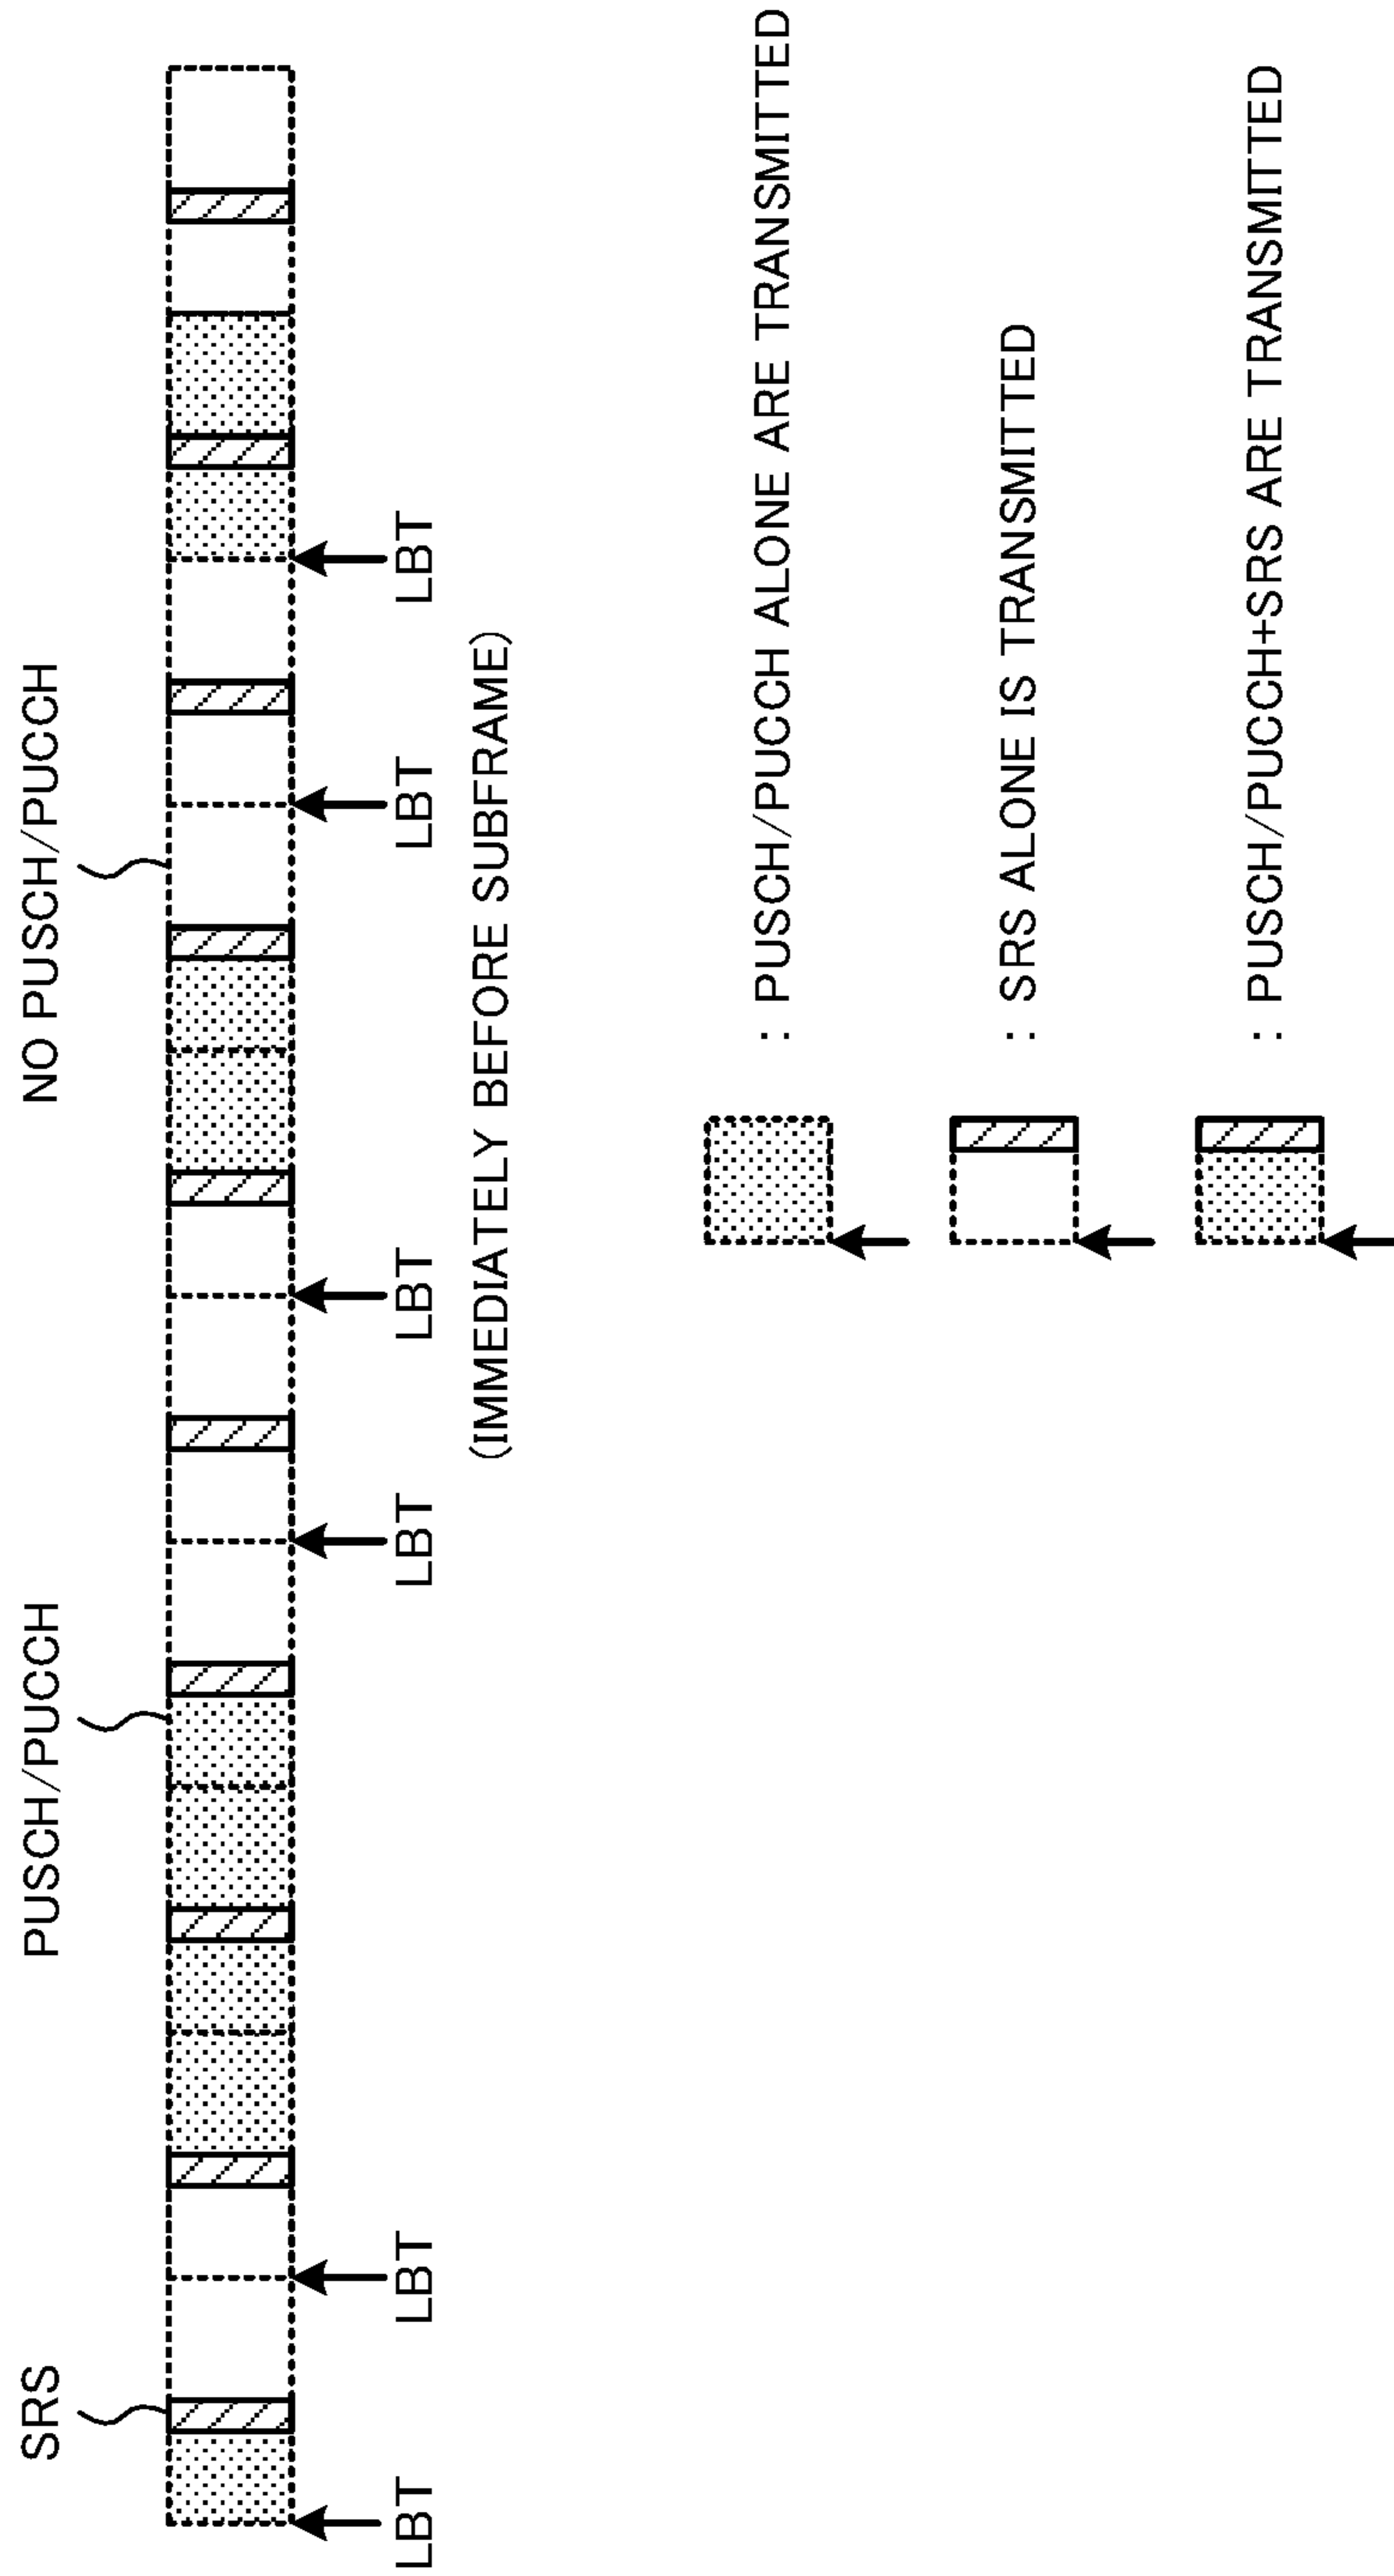 SRS
PUSCH/PUCCH
NO PUSCH/PUCCH
LBT
LBT
LBT
LBT
LBT
LBT
(IMMEDIATELY BEFORE SUBFRAME)
: PUSCH/PUCCH ALONE ARE TRANSMITTED
: SRS ALONE IS TRANSMITTED
: PUSCH/PUCCH+SRS ARE TRANSMITTED